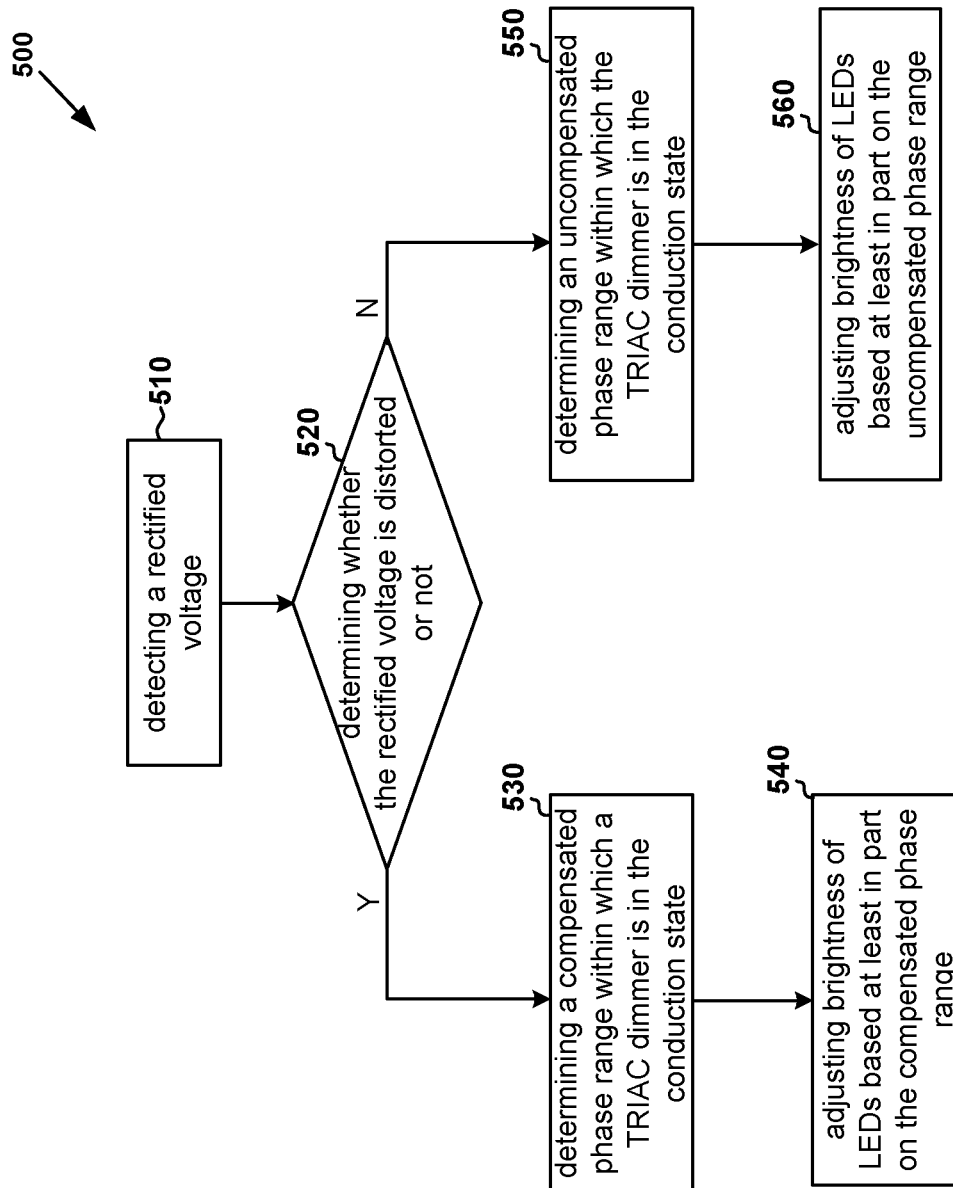 500
510
detecting a rectified
voltage
520
determining whether
the rectified voltage is distorted
or not
Y
N
530
determining a compensated
phase range within which a
TRIAC dimmer is in the
conduction state
540
adjusting brightness of
LEDs based at least in part
on the compensated phase
range
550
determining an uncompensated
phase range within which the
TRIAC dimmer is in the
conduction state
560
adjusting brightness of LEDs
based at least in part on the
uncompensated phase range